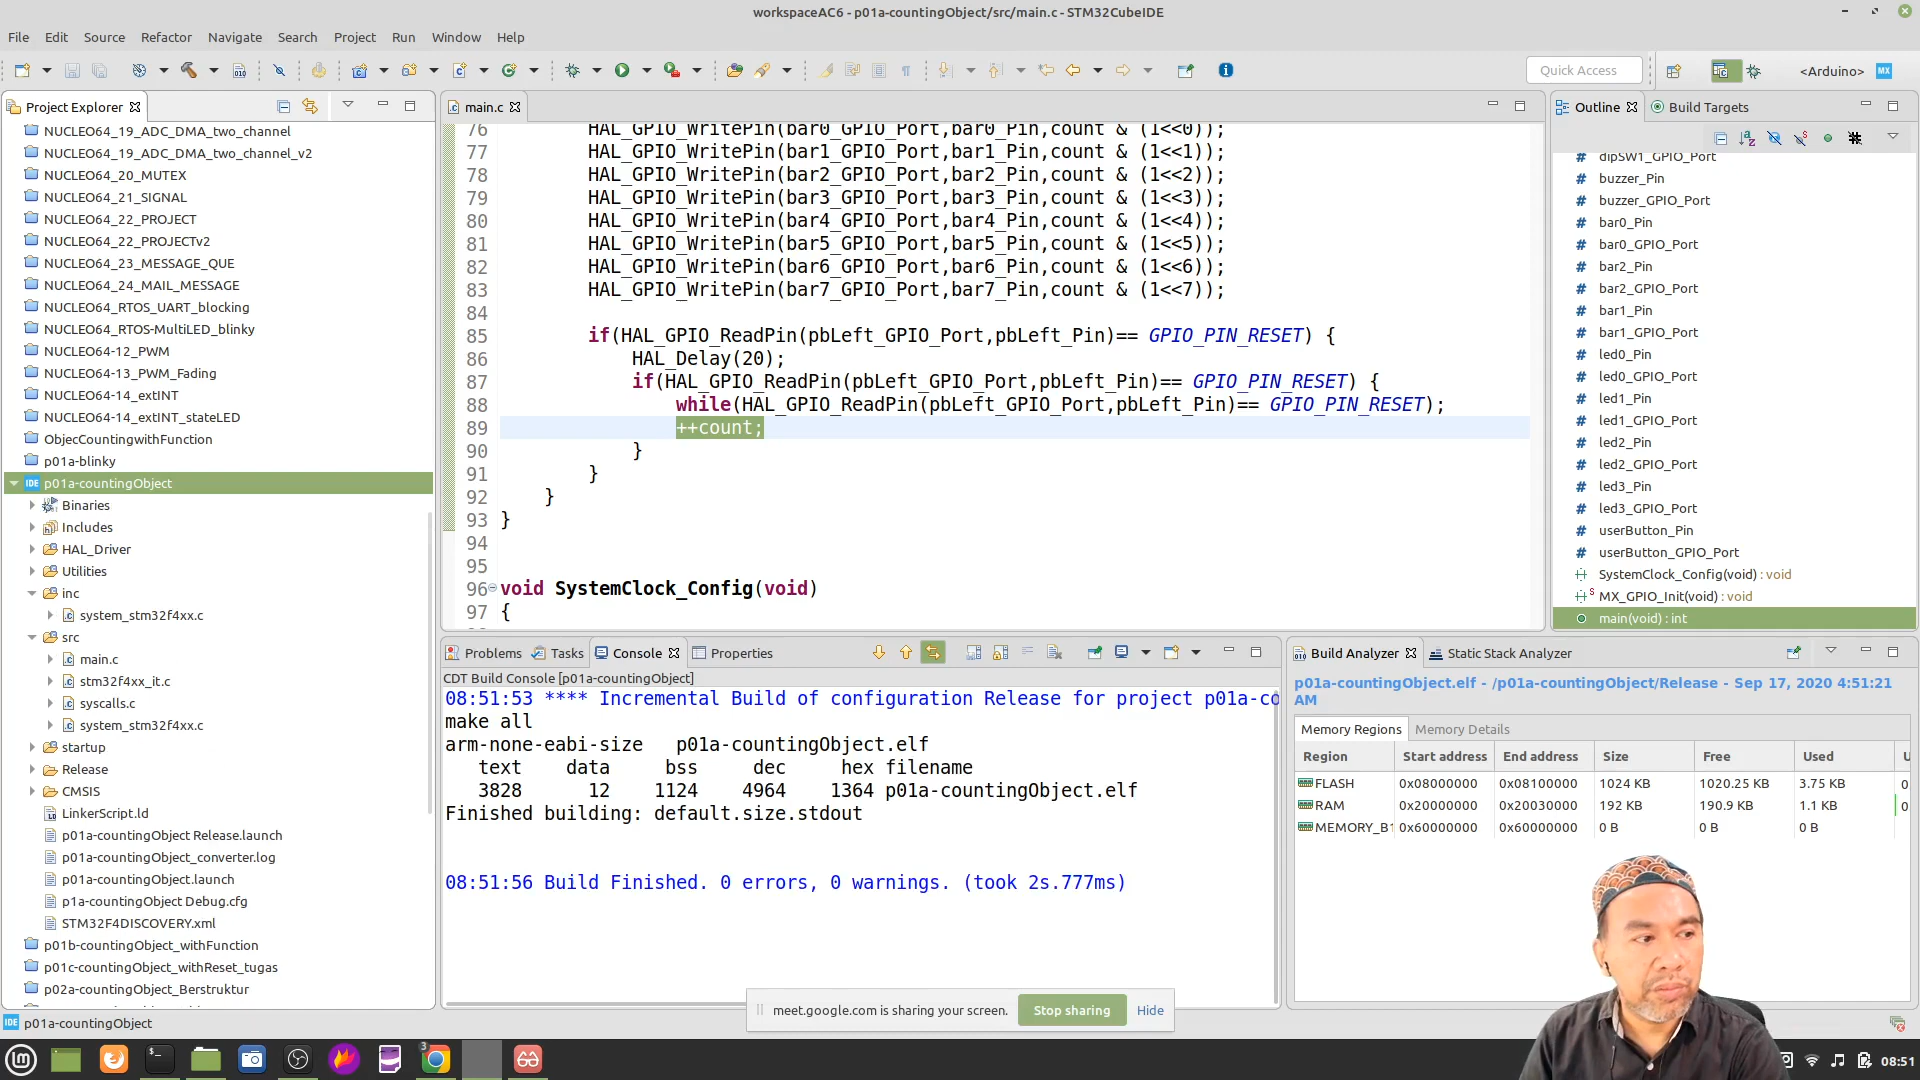 workspaceAC6 - p01a-countingObject/src/main.c - STM32CubeIDE
File Edit Source Refactor Navigate Search Project Run Window Help
Quick Access
<Arduino>
MX
Project Explorer
NUCLEO64_19_ADC_DMA_two_channel
NUCLEO64_19_ADC_DMA_two_channel_v2
NUCLEO64_20_MUTEX
NUCLEO64_21_SIGNAL
NUCLEO64_22_PROJECT
NUCLEO64_22_PROJECTv2
NUCLEO64_23_MESSAGE_QUE
NUCLEO64_24_MAIL_MESSAGE
NUCLEO64_RTOS_UART_blocking
NUCLEO64_RTOS-MultiLED_blinky
NUCLEO64-12_PWM
NUCLEO64-13_PWM_Fading
NUCLEO64-14_extINT
NUCLEO64-14_extINT_stateLED
ObjecCountingwithFunction
p01a-blinky
IDE p01a-countingObject
Binaries
Includes
HAL_Driver
Utilities
inc
system_stm32f4xx.c
src
main.c
stm32f4xx_it.c
syscalls.c
system_stm32f4xx.c
startup
Release
CMSIS
LinkerScript.ld
p01a-countingObject Release.launch
p01a-countingObject_converter.log
p01a-countingObject.launch
p1a-countingObject Debug.cfg
STM32F4DISCOVERY.xml
p01b-countingObject_withFunction
p01c-countingObject_withReset_tugas
p02a-countingObject_Berstruktur
main.c
76 HAL_GPIO_WritePin(bar0_GPIO_Port,bar0_Pin,count & (1<<0));
77 HAL_GPIO_WritePin(bar1_GPIO_Port,bar1_Pin,count & (1<<1));
78 HAL_GPIO_WritePin(bar2_GPIO_Port,bar2_Pin,count & (1<<2));
79 HAL_GPIO_WritePin(bar3_GPIO_Port,bar3_Pin,count & (1<<3));
80 HAL_GPIO_WritePin(bar4_GPIO_Port,bar4_Pin,count & (1<<4));
81 HAL_GPIO_WritePin(bar5_GPIO_Port,bar5_Pin,count & (1<<5));
82 HAL_GPIO_WritePin(bar6_GPIO_Port,bar6_Pin,count & (1<<6));
83 HAL_GPIO_WritePin(bar7_GPIO_Port,bar7_Pin,count & (1<<7));
84
85 if(HAL_GPIO_ReadPin(pbLeft_GPIO_Port,pbLeft_Pin)== GPIO_PIN_RESET) {
86 HAL_Delay(20);
87 if(HAL_GPIO_ReadPin(pbLeft_GPIO_Port,pbLeft_Pin)== GPIO_PIN_RESET) {
88 while(HAL_GPIO_ReadPin(pbLeft_GPIO_Port,pbLeft_Pin)== GPIO_PIN_RESET);
89 ++count;
90 }
91 }
92 }
93 }
94
95
96 void SystemClock_Config(void)
97 {
Outline Build Targets
dipSW1_GPIO_Port
buzzer_Pin
buzzer_GPIO_Port
bar0_Pin
bar0_GPIO_Port
bar2_Pin
bar2_GPIO_Port
bar1_Pin
bar1_GPIO_Port
led0_Pin
led0_GPIO_Port
led1_Pin
led1_GPIO_Port
led2_Pin
led2_GPIO_Port
led3_Pin
led3_GPIO_Port
userButton_Pin
userButton_GPIO_Port
SystemClock_Config(void) : void
MX_GPIO_Init(void) : void
main(void) : int
Problems Tasks Console Properties
CDT Build Console [p01a-countingObject]
08:51:53 **** Incremental Build of configuration Release for project p01a-co
make all
arm-none-eabi-size p01a-countingObject.elf
text data bss dec hex filename
3828 12 1124 4964 1364 p01a-countingObject.elf
Finished building: default.size.stdout
08:51:56 Build Finished. 0 errors, 0 warnings. (took 2s.777ms)
Build Analyzer Static Stack Analyzer
p01a-countingObject.elf - /p01a-countingObject/Release - Sep 17, 2020 4:51:21
AM
Memory Regions Memory Details
Region Start address End address Size Free Used
FLASH 0x08000000 0x08100000 1024 KB 1020.25 KB 3.75 KB 0
RAM 0x20000000 0x20030000 192 KB 190.9 KB 1.1 KB 0
MEMORY_B1 0x60000000 0x60000000 0 B 0 B 0 B
meet.google.com is sharing your screen. Stop sharing Hide
IDE p01a-countingObject
3
08:51